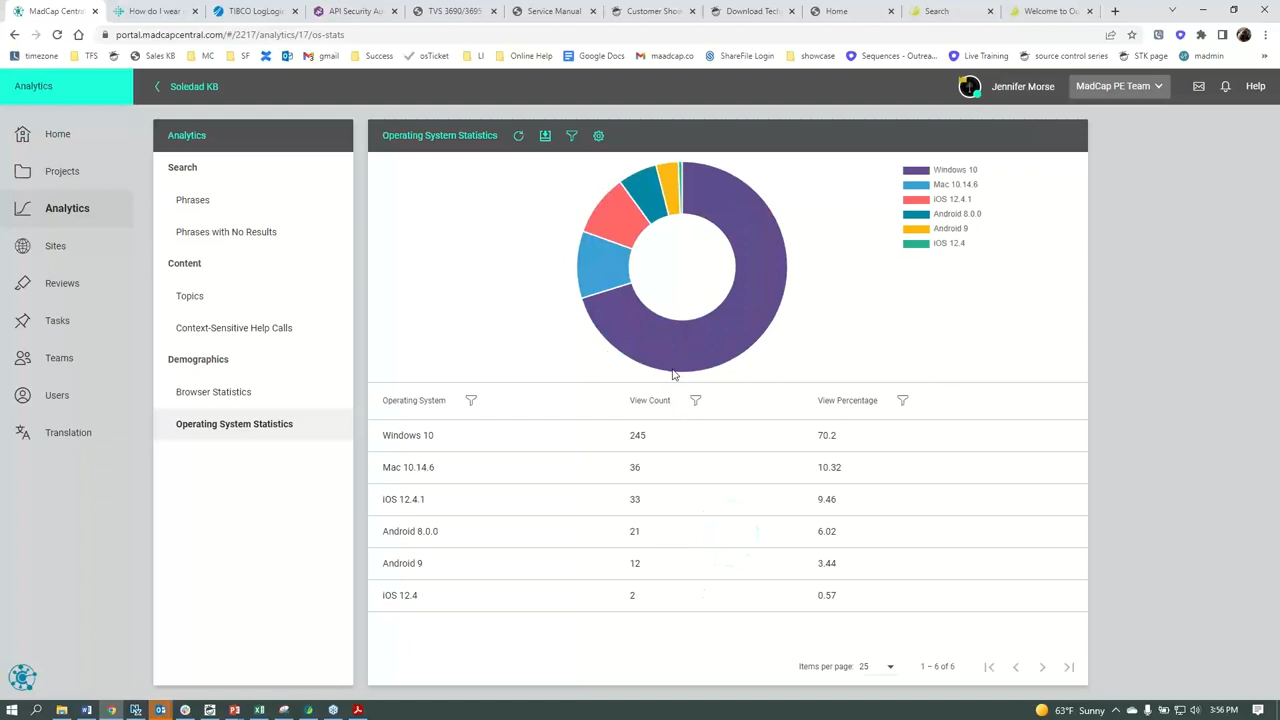 MadCap Central
How do I wear
TIBCO LogLogic
API Security Au
TVS 3690/3695
Service Manual
Customer Show
Download Tech
Home
Search
Welcome to Ou
portal.madcapcentral.com/#/2217/analytics/17/os-stats
timezone
TFS
Sales KB
MC
SF
gmail
Success
osTicket
LI
Online Help
Google Docs
maadcap.co
ShareFile Login
showcase
Sequences - Outrea...
Live Training
source control series
STK page
madmin
»
Analytics
Soledad KB
Jennifer Morse
MadCap PE Team
Help
Home
Projects
Analytics
Sites
Reviews
Tasks
Teams
Users
Translation
Analytics
Search
Phrases
Phrases with No Results
Content
Topics
Context-Sensitive Help Calls
Demographics
Browser Statistics
Operating System Statistics
Operating System Statistics
Windows 10
Mac 10.14.6
iOS 12.4.1
Android 8.0.0
Android 9
iOS 12.4
Operating System View Count View Percentage
Windows 10 245 70.2
Mac 10.14.6 36 10.32
iOS 12.4.1 33 9.46
Android 8.0.0 21 6.02
Android 9 12 3.44
iOS 12.4 2 0.57
Items per page: 25 1 – 6 of 6
63°F Sunny 3:56 PM